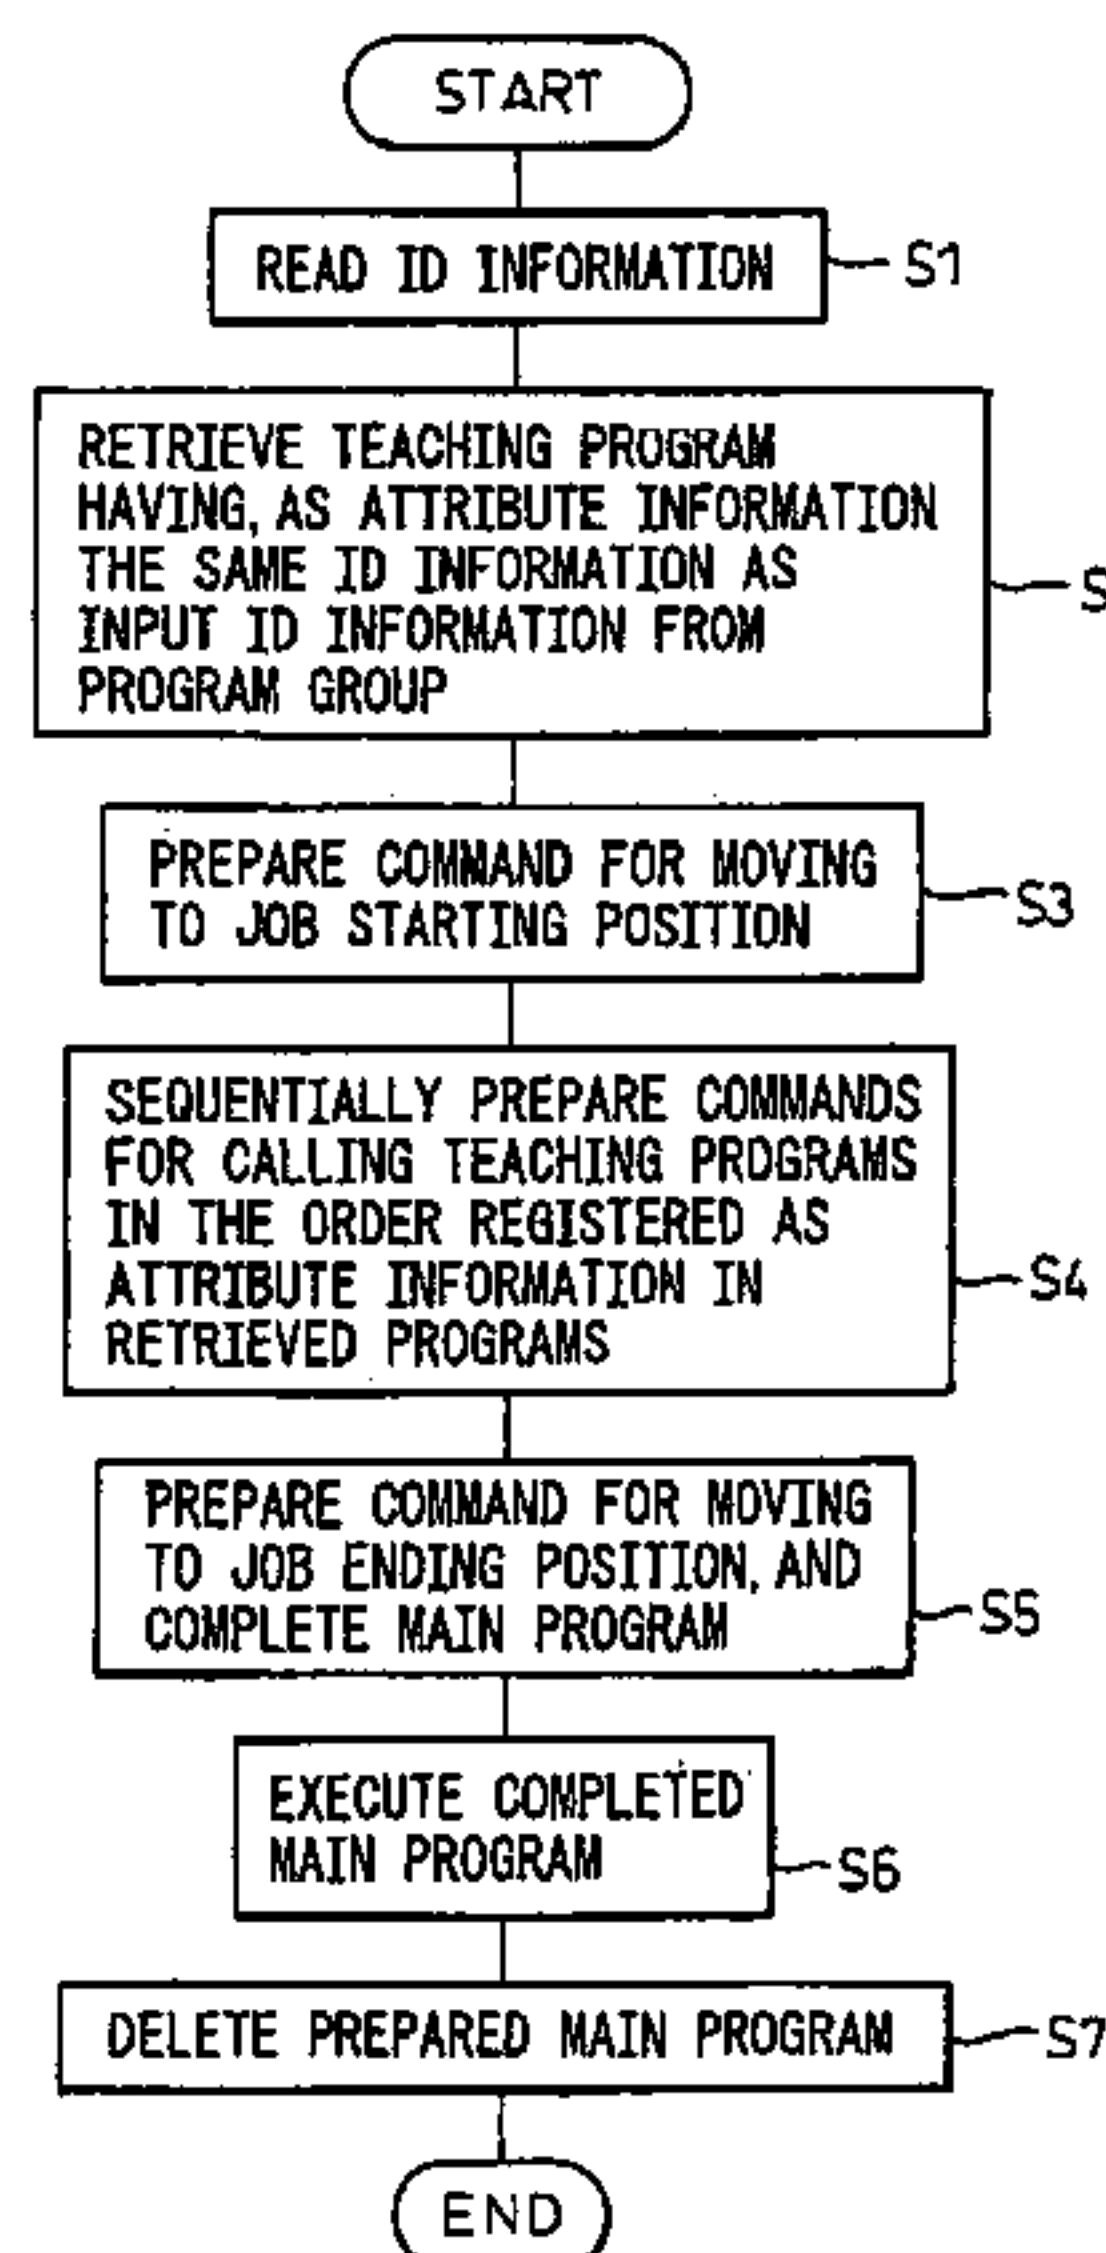 START
READ ID INFORMATION
S1
RETRIEVE TEACHING PROGRAM
HAVING, AS ATTRIBUTE INFORMATION
THE SAME ID INFORMATION AS
INPUT ID INFORMATION FROM
PROGRAM GROUP
S
PREPARE COMMAND FOR MOVING
TO JOB STARTING POSITION
S3
SEQUENTIALLY PREPARE COMMANDS
FOR CALLING TEACHING PROGRAMS
IN THE ORDER REGISTERED AS
ATTRIBUTE INFORMATION IN
RETRIEVED PROGRAMS
S4
PREPARE COMMAND FOR MOVING
TO JOB ENDING POSITION, AND
COMPLETE MAIN PROGRAM
S5
EXECUTE COMPLETED
MAIN PROGRAM
S6
DELETE PREPARED MAIN PROGRAM
S7
END